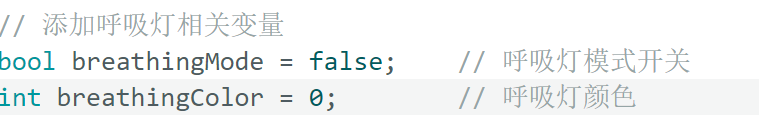 // 添加呼吸灯相关变量
bool breathingMode = false;    // 呼吸灯模式开关
int breathingColor = 0;        // 呼吸灯颜色